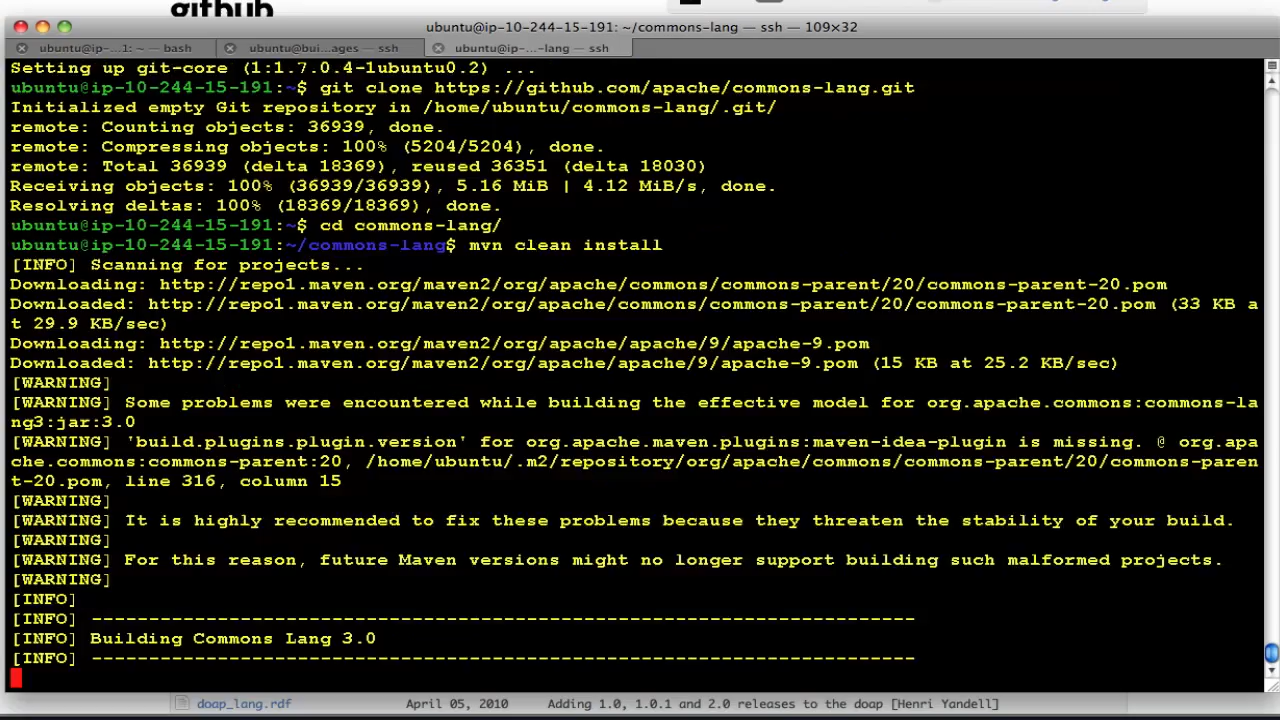 github
ubuntu@ip-10-244-15-191: ~/commons-lang — ssh — 109×32
ubuntu@ip-...1: ~ — bash
ubuntu@bui...ages — ssh
ubuntu@ip-...-lang — ssh
Setting up git-core (1:1.7.0.4-1ubuntu0.2) ...
ubuntu@ip-10-244-15-191:~$ git clone https://github.com/apache/commons-lang.git
Initialized empty Git repository in /home/ubuntu/commons-lang/.git/
remote: Counting objects: 36939, done.
remote: Compressing objects: 100% (5204/5204), done.
remote: Total 36939 (delta 18369), reused 36351 (delta 18030)
Receiving objects: 100% (36939/36939), 5.16 MiB | 4.12 MiB/s, done.
Resolving deltas: 100% (18369/18369), done.
ubuntu@ip-10-244-15-191:~$ cd commons-lang/
ubuntu@ip-10-244-15-191:~/commons-lang$ mvn clean install
[INFO] Scanning for projects...
Downloading: http://repo1.maven.org/maven2/org/apache/commons/commons-parent/20/commons-parent-20.pom
Downloaded: http://repo1.maven.org/maven2/org/apache/commons/commons-parent/20/commons-parent-20.pom (33 KB a
t 29.9 KB/sec)
Downloading: http://repo1.maven.org/maven2/org/apache/apache/9/apache-9.pom
Downloaded: http://repo1.maven.org/maven2/org/apache/apache/9/apache-9.pom (15 KB at 25.2 KB/sec)
[WARNING]
[WARNING] Some problems were encountered while building the effective model for org.apache.commons:commons-la
ng3:jar:3.0
[WARNING] 'build.plugins.plugin.version' for org.apache.maven.plugins:maven-idea-plugin is missing. @ org.apa
che.commons:commons-parent:20, /home/ubuntu/.m2/repository/org/apache/commons/commons-parent/20/commons-paren
t-20.pom, line 316, column 15
[WARNING]
[WARNING] It is highly recommended to fix these problems because they threaten the stability of your build.
[WARNING]
[WARNING] For this reason, future Maven versions might no longer support building such malformed projects.
[WARNING]
[INFO]
[INFO] ------------------------------------------------------------------------
[INFO] Building Commons Lang 3.0
[INFO] ------------------------------------------------------------------------
doap_lang.rdf April 05, 2010 Adding 1.0, 1.0.1 and 2.0 releases to the doap [Henri Yandell]